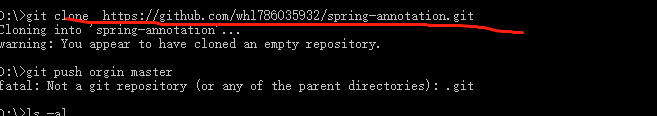 D:\>git clone  https://github.com/whl786035932/spring-annotation.git
Cloning into 'spring-annotation'...
warning: You appear to have cloned an empty repository.
D:\>git push orgin master
fatal: Not a git repository (or any of the parent directories): .git
D:\>ls -al